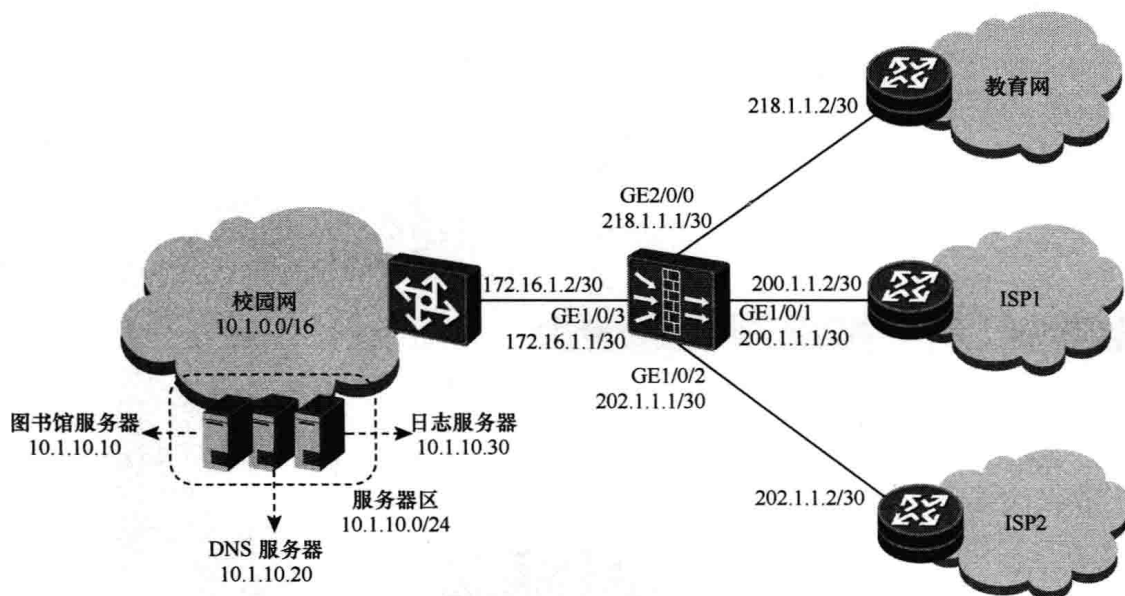 教育网
218.1.1.2/30
GE2/0/0
218.1.1.1/30
校园网
10.1.0.0/16
172.16.1.2/30
GE1/0/3
172.16.1.1/30
200.1.1.2/30
GE1/0/1
200.1.1.1/30
ISP1
GE1/0/2
202.1.1.1/30
图书馆服务器
10.1.10.10
日志服务器
10.1.10.30
服务器区
10.1.10.0/24
DNS 服务器
10.1.10.20
202.1.1.2/30
ISP2